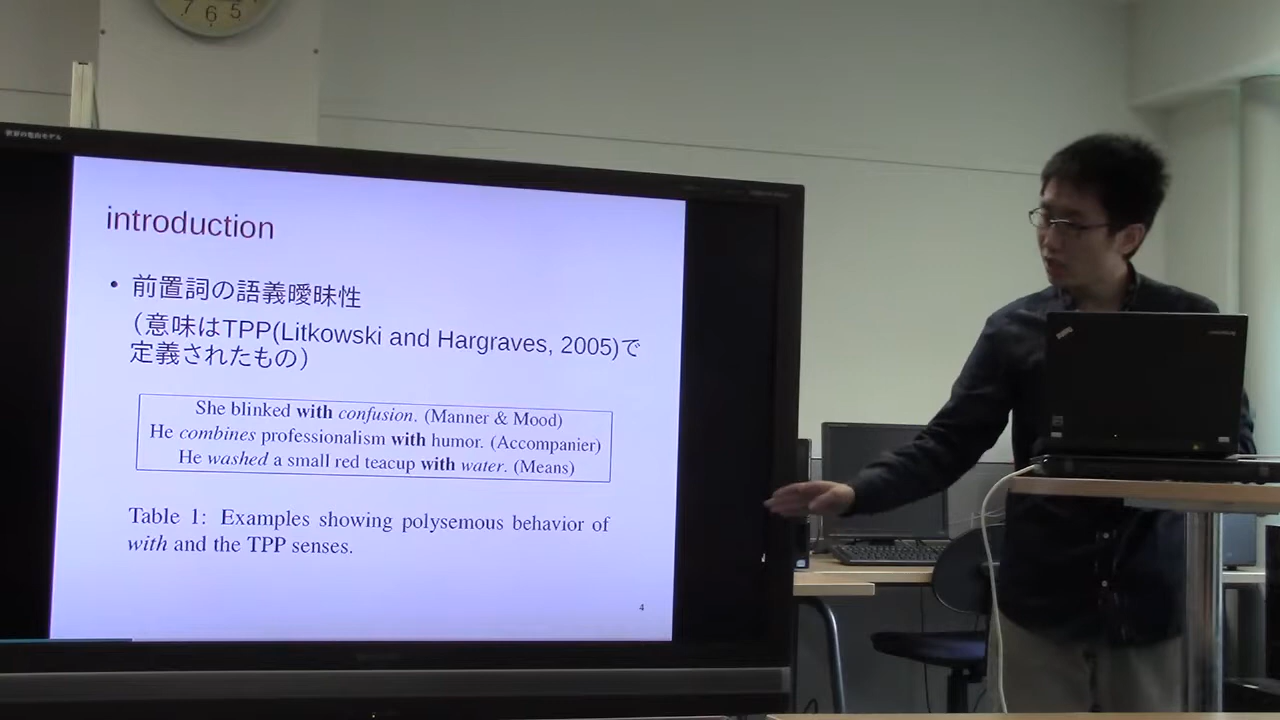 7 6 5
introduction
• 前置詞の語義曖昧性
（意味はTPP(Litkowski and Hargraves, 2005)で
定義されたもの）
She blinked with confusion. (Manner & Mood)
He combines professionalism with humor. (Accompanier)
He washed a small red teacup with water. (Means)
Table 1: Examples showing polysemous behavior of
with and the TPP senses.
4